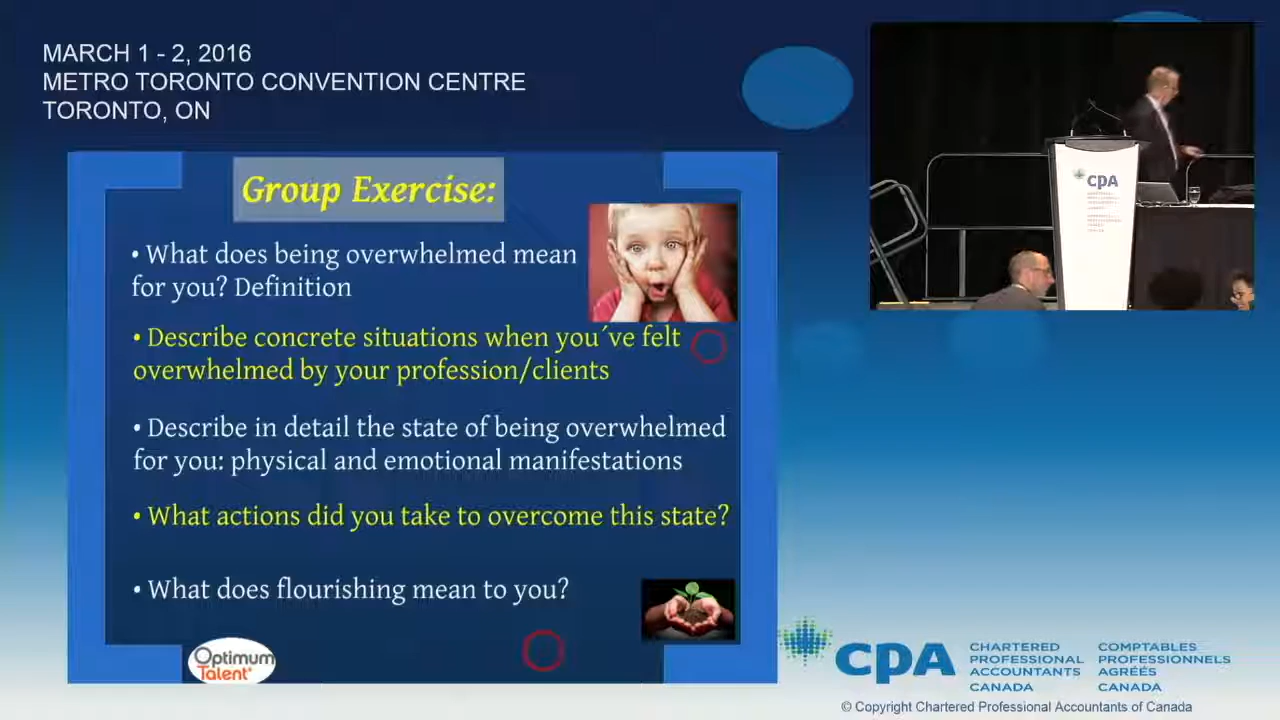 MARCH 1 - 2, 2016
METRO TORONTO CONVENTION CENTRE
TORONTO, ON
Group Exercise:
• What does being overwhelmed mean
for you? Definition
• Describe concrete situations when you´ve felt
overwhelmed by your profession/clients
• Describe in detail the state of being overwhelmed
for you: physical and emotional manifestations
• What actions did you take to overcome this state?
• What does flourishing mean to you?
Optimum
Talent
CPA
CPA
CHARTERED
PROFESSIONAL
ACCOUNTANTS
CANADA
COMPTABLES
PROFESSIONNELS
AGRÉÉS
CANADA
© Copyright Chartered Professional Accountants of Canada